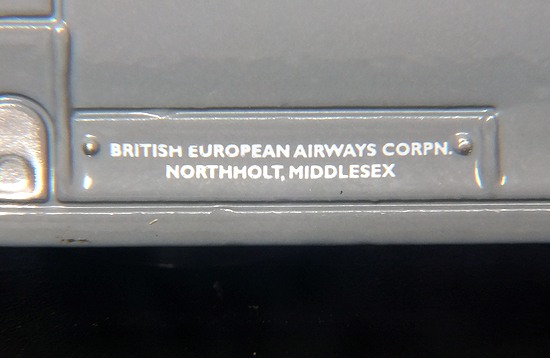 BRITISH EUROPEAN AIRWAYS CORPN.
NORTHHOLT, MIDDLESEX